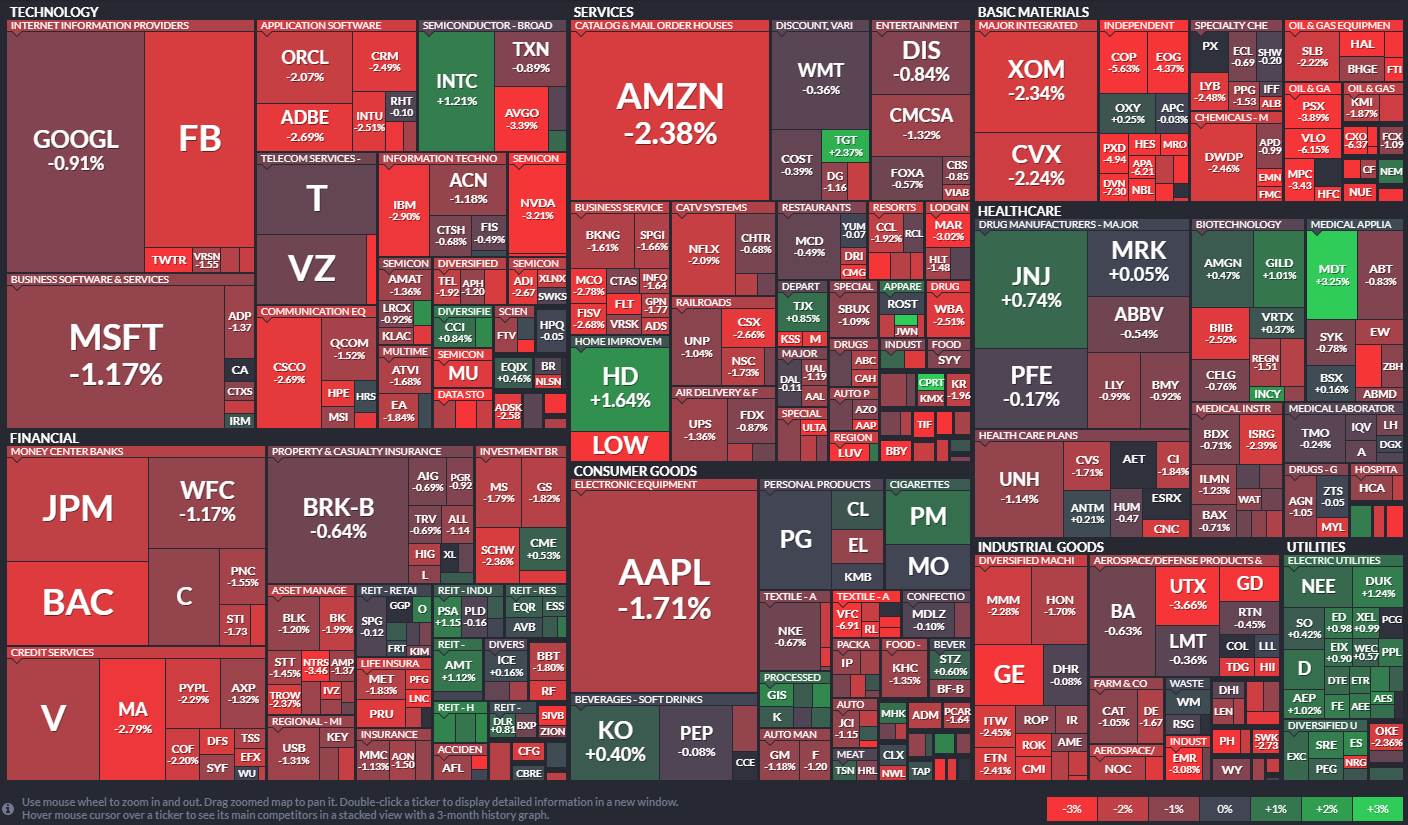 TECHNOLOGY
INTERNET INFORMATION PROVIDERS
GOOGL
-0.91%
FB
TWTR
VRSN
-1.55
APPLICATION SOFTWARE
ORCL
-2.07%
CRM
-2.49%
ADBE
-2.69%
INTU
-2.51%
RHT
-0.10
SEMICONDUCTOR - BROAD
INTC
+1.21%
TXN
-0.89%
AVGO
-3.39%
TELECOM SERVICES -
T
VZ
INFORMATION TECHNO
IBM
-2.90%
ACN
-1.18%
CTSH
-0.68%
FIS
-0.49%
SEMICON
NVDA
-3.21%
BUSINESS SOFTWARE & SERVICES
MSFT
-1.17%
ADP
-1.37
CA
CTXS
IRM
COMMUNICATION EQ
CSCO
-2.69%
QCOM
-1.52%
HPE
HRS
MSI
SEMICON
AMAT
-1.36%
LRCX
-0.92%
KLAC
DIVERSIFIED
TEL
-1.92
APH
-1.20
SEMICON
ADI
-2.67
XLNX
SWKS
DIVERSIFIE
CCI
+0.84%
SCIEN
FTV
HPQ
-0.05
MULTIME
ATVI
-1.68%
EA
-1.84%
SEMICON
MU
DATA STO
EQIX
+0.46%
BR
NLSN
ADSK
-2.58
SERVICES
CATALOG & MAIL ORDER HOUSES
AMZN
-2.38%
DISCOUNT, VARI
WMT
-0.36%
COST
-0.39%
TGT
+2.37%
DG
-1.16
ENTERTAINMENT
DIS
-0.84%
CMCSA
-1.32%
FOXA
-0.57%
CBS
-0.85
VIAB
BUSINESS SERVICE
BKNG
-1.61%
SPGI
-1.66%
MCO
-2.78%
CTAS
INFO
-1.64
FISV
-2.68%
FLT
GPN
-1.77
VRSK
ADS
CATV SYSTEMS
NFLX
-2.09%
CHTR
-0.68%
RESTAURANTS
MCD
-0.49%
YUM
-0.07
DRI
CMG
RESORTS
CCL
-1.92%
RCL
LODGIN
MAR
-3.02%
HLT
-1.48
RAILROADS
UNP
-1.04%
CSX
-2.66%
NSC
-1.73%
DEPART
TJX
+0.85%
KSS
M
SPECIAL
SBUX
-1.09%
APPARE
ROST
JWN
DRUG
WBA
-2.51%
HOME IMPROVEM
HD
+1.64%
LOW
AIR DELIVERY & F
UPS
-1.36%
FDX
-0.87%
MAJOR
DAL
-0.11
UAL
-1.19
AAL
DRUGS
ABC
CAH
INDUST
FOOD
SYY
CPRT
KMX
KR
-1.96
SPECIAL
ULTA
AUTO P
AZO
AAP
REGION
LUV
TIF
BBY
BASIC MATERIALS
MAJOR INTEGRATED
XOM
-2.34%
CVX
-2.24%
INDEPENDENT
COP
-5.63%
EOG
-4.37%
OXY
+0.25%
APC
-0.03%
PXD
-4.94
HES
MRO
APA
-6.21
DVN
-7.30
NBL
SPECIALTY CHE
PX
ECL
-0.69
SHW
-0.20
LYB
-2.48%
PPG
-1.53
IFF
ALB
CHEMICALS - M
DWDP
-2.46%
APD
-0.99
EMN
FMC
OIL & GAS EQUIPMEN
SLB
-2.22%
HAL
BHGE
FTI
OIL & GA
PSX
-3.89%
VLO
-6.15%
MPC
-3.43
HFC
OIL & GAS
KMI
-1.87%
CXO
-6.37
FCX
-1.09
CF
NEM
NUE
HEALTHCARE
DRUG MANUFACTURERS - MAJOR
JNJ
+0.74%
MRK
+0.05%
ABBV
-0.54%
PFE
-0.17%
LLY
-0.99%
BMY
-0.92%
BIOTECHNOLOGY
AMGN
+0.47%
GILD
+1.01%
BIIB
-2.52%
VRTX
+0.37%
REGN
-1.51
CELG
-0.76%
INCY
MEDICAL APPLIA
MDT
+3.25%
ABT
-0.83%
SYK
-0.78%
EW
BSX
+0.16%
ZBH
ABMD
HEALTH CARE PLANS
UNH
-1.14%
CVS
-1.71%
AET
CI
-1.84%
ANTM
+0.21%
HUM
-0.47
ESRX
CNC
MEDICAL INSTR
BDX
-0.71%
ISRG
-2.39%
ILMN
-1.23%
WAT
BAX
-0.71%
MEDICAL LABORATOR
TMO
-0.24%
IQV
LH
A
DGX
DRUGS - G
AGN
-1.05
ZTS
-0.05
MYL
HOSPITA
HCA
FINANCIAL
MONEY CENTER BANKS
JPM
WFC
-1.17%
BAC
C
PNC
-1.55%
STI
-1.73
PROPERTY & CASUALTY INSURANCE
BRK-B
-0.64%
AIG
-0.69%
PGR
-0.92
TRV
-0.69%
ALL
-1.14
HIG
XL
L
INVESTMENT BR
MS
-1.79%
GS
-1.82%
SCHW
-2.36%
CME
+0.53%
CREDIT SERVICES
V
MA
-2.79%
PYPL
-2.29%
AXP
-1.32%
COF
-2.20%
DFS
SYF
TSS
EFX
WU
ASSET MANAGE
BLK
-1.20%
BK
-1.99%
STT
-1.45%
NTRS
-3.46
AMP
-1.37
TROW
-2.37%
IVZ
REIT - RETAI
SPG
-0.12
GGP
O
FRT
KIM
REIT - INDU
PSA
+1.15
PLD
-0.16
REIT - RES
EQR
ESS
AVB
REIT -
AMT
+1.12%
DIVERS
ICE
+0.16%
BBT
-1.80%
RF
LIFE INSURA
MET
-1.83%
PFG
LNC
PRU
REGIONAL - MI
USB
-1.31%
KEY
INSURANCE
MMC
-1.13%
AON
-1.50
REIT - H
REIT -
DLR
+0.81
BXP
SIVB
ZION
ACCIDEN
AFL
CFG
CBRE
CONSUMER GOODS
ELECTRONIC EQUIPMENT
AAPL
-1.71%
PERSONAL PRODUCTS
PG
CL
EL
KMB
CIGARETTES
PM
MO
TEXTILE - A
NKE
-0.67%
TEXTILE - A
VFC
-6.91
RL
CONFECTIO
MDLZ
-0.10%
PACKA
IP
FOOD -
KHC
-1.35%
BEVER
STZ
+0.60%
BF-B
BEVERAGES - SOFT DRINKS
KO
+0.40%
PEP
-0.08%
CCE
PROCESSED
GIS
K
AUTO
JCI
-1.15
MHK
ADM
PCAR
-1.64
AUTO MAN
GM
-1.18%
F
-1.20
MEAT
TSN
HRL
CLX
NWL
TAP
INDUSTRIAL GOODS
DIVERSIFIED MACHI
MMM
-2.28%
HON
-1.70%
GE
DHR
-0.08%
ITW
-2.45%
ROP
IR
ROK
AME
ETN
-2.41%
CMI
AEROSPACE/DEFENSE PRODUCTS &
BA
-0.63%
UTX
-3.66%
GD
RTN
-0.45%
LMT
-0.36%
COL
LLL
TDG
HII
FARM & CO
CAT
-1.05%
DE
-1.67
WASTE
WM
RSG
DHI
LEN
AEROSPACE/
NOC
INDUST
EMR
-3.08%
PH
SWK
-2.73
WY
UTILITIES
ELECTRIC UTILITIES
NEE
DUK
+1.24%
SO
+0.42%
ED
+0.98
XEL
+0.99
PCG
D
EIX
+0.90
WEC
+0.57
PPL
DTE
ETR
AEP
+1.02%
FE
AEE
AES
DIVERSIFIED U
EXC
SRE
ES
PEG
NRG
OKE
-2.36%
Use mouse wheel to zoom in and out. Drag zoomed map to pan it. Double-click a ticker to display detailed information in a new window.
Hover mouse cursor over a ticker to see its main competitors in a stacked view with a 3-month history graph.
-3% -2% -1% 0% +1% +2% +3%